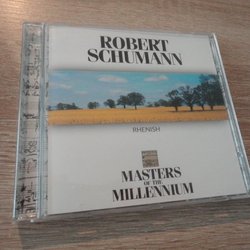 ROBERT
SCHUMANN
RHENISH
MASTERS
OF THE
MILLENNIUM